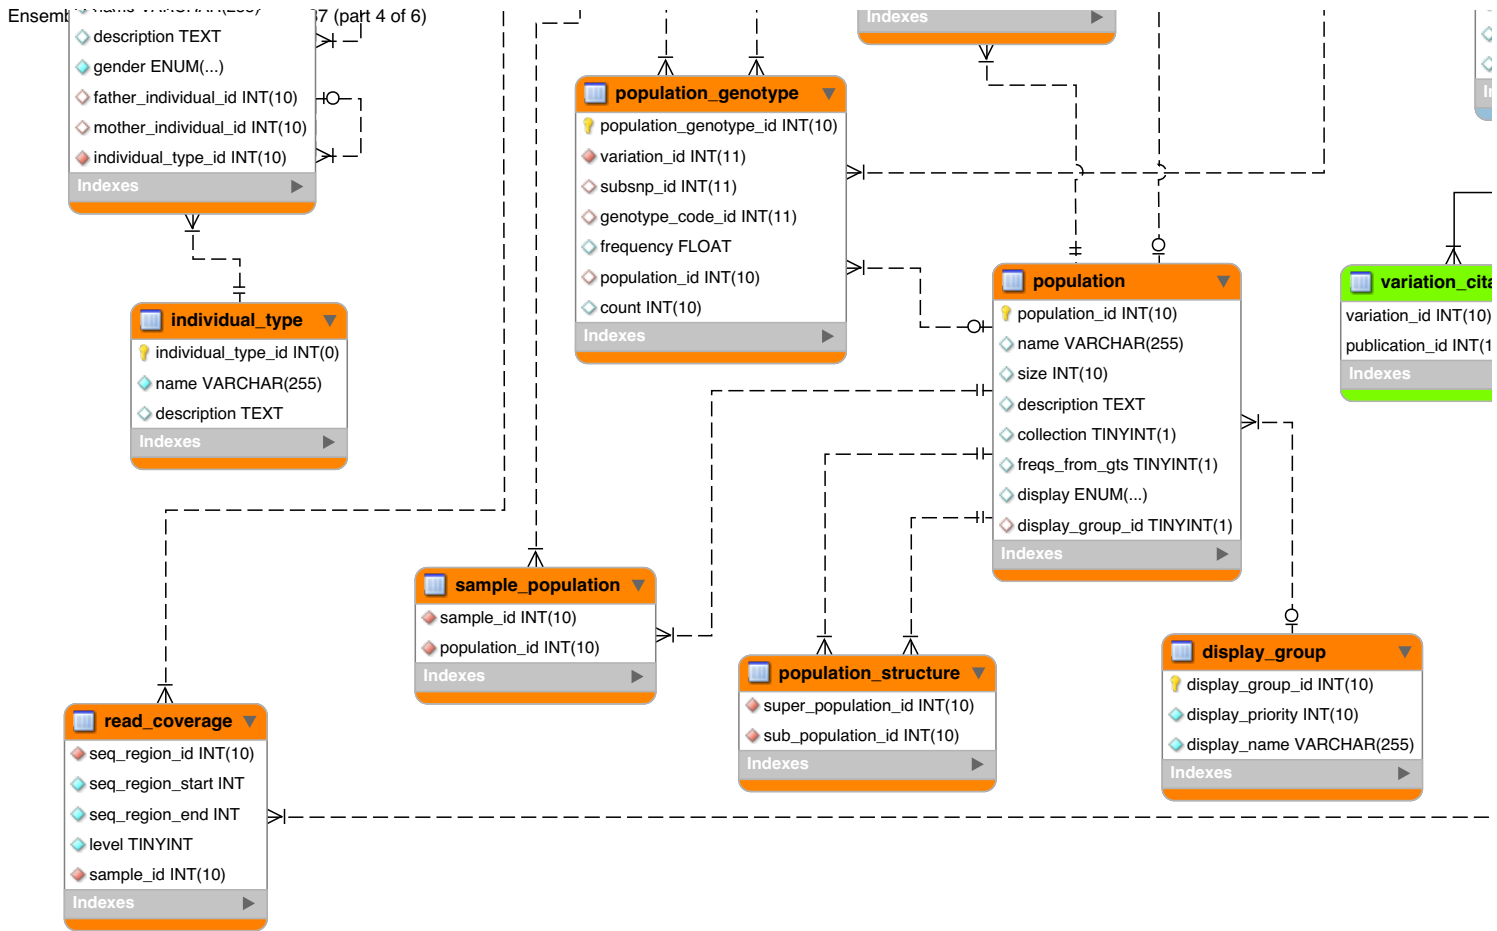 Ensemb
37 (part 4 of 6)
description TEXT
gender ENUM(...)
father_individual_id INT(10)
mother_individual_id INT(10)
individual_type_id INT(10)
Indexes
individual_type
individual_type_id INT(0)
name VARCHAR(255)
description TEXT
Indexes
read_coverage
seq_region_id INT(10)
seq_region_start INT
seq_region_end INT
level TINYINT
sample_id INT(10)
Indexes
sample_population
sample_id INT(10)
population_id INT(10)
Indexes
population_genotype
population_genotype_id INT(10)
variation_id INT(11)
subsnp_id INT(11)
genotype_code_id INT(11)
frequency FLOAT
population_id INT(10)
count INT(10)
Indexes
population_structure
super_population_id INT(10)
sub_population_id INT(10)
Indexes
Indexes
population
population_id INT(10)
name VARCHAR(255)
size INT(10)
description TEXT
collection TINYINT(1)
freqs_from_gts TINYINT(1)
display ENUM(...)
display_group_id TINYINT(1)
Indexes
display_group
display_group_id INT(10)
display_priority INT(10)
display_name VARCHAR(255)
Indexes
variation_cita
variation_id INT(10)
publication_id INT(1
Indexes